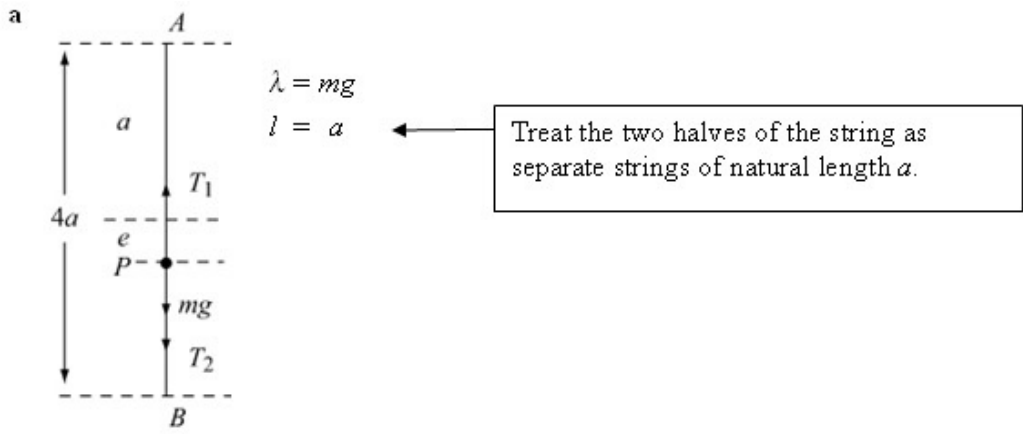 a
A
λ = mg
l = a
a
Treat the two halves of the string as
separate strings of natural length a.
T₁
4a
e
P
mg
T₂
B